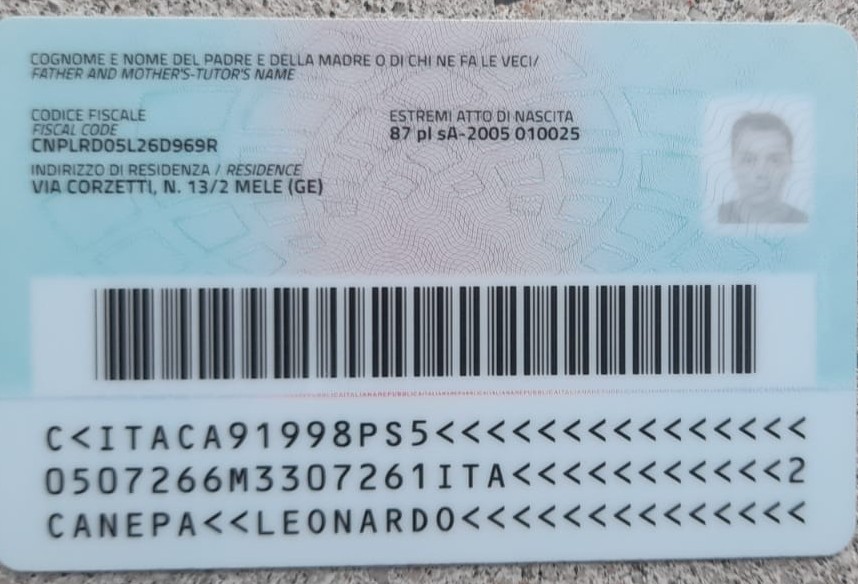 COGNOME E NOME DEL PADRE E DELLA MADRE O DI CHI NE FA LE VECI/
FATHER AND MOTHER'S-TUTOR'S NAME
CODICE FISCALE
FISCAL CODE
CNPLRD05L26D969R
ESTREMI ATTO DI NASCITA
87 pI sA-2005 010025
INDIRIZZO DI RESIDENZA / RESIDENCE
VIA CORZETTI, N. 13/2 MELE (GE)
C<ITACA91998PS5<<<<<<<<<<<<<<<
0507266M3307261ITA<<<<<<<<<<<2
CANEPA<<LEONARDO<<<<<<<<<<<<<<